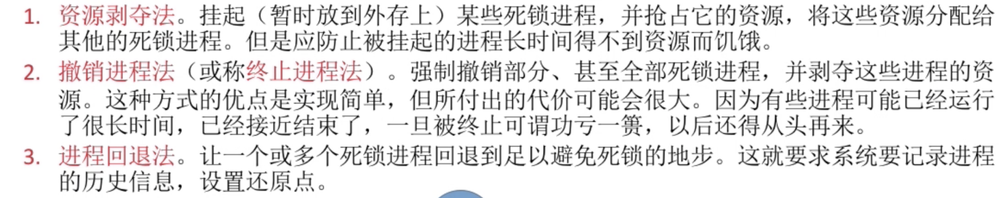 1. 资源剥夺法。挂起（暂时放到外存上）某些死锁进程，并抢占它的资源，将这些资源分配给
其他的死锁进程。但是应防止被挂起的进程长时间得不到资源而饥饿。
2. 撤销进程法（或称终止进程法）。强制撤销部分、甚至全部死锁进程，并剥夺这些进程的资
源。这种方式的优点是实现简单，但所付出的代价可能会很大。因为有些进程可能已经运行
了很长时间，已经接近结束了，一旦被终止可谓功亏一篑，以后还得从头再来。
3. 进程回退法。让一个或多个死锁进程回退到足以避免死锁的地步。这就要求系统要记录进程
的历史信息，设置还原点。